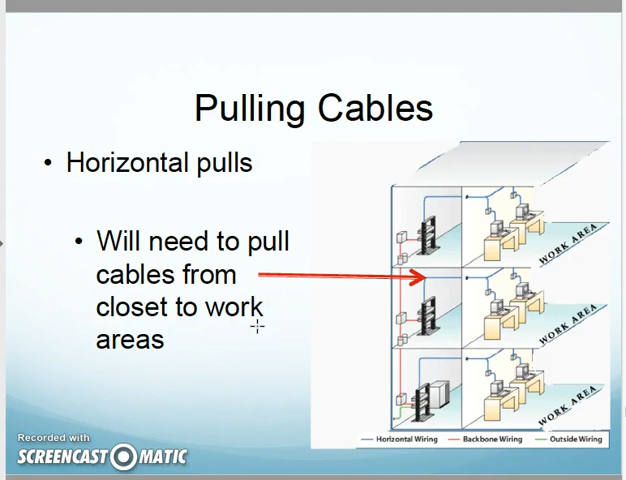 Pulling Cables
• Horizontal pulls
• Will need to pull
cables from
closet to work
areas
WORK AREA
WORK AREA
WORK AREA
Horizontal Wiring
Backbone Wiring
Outside Wiring
Recorded with
SCREENCAST O MATIC